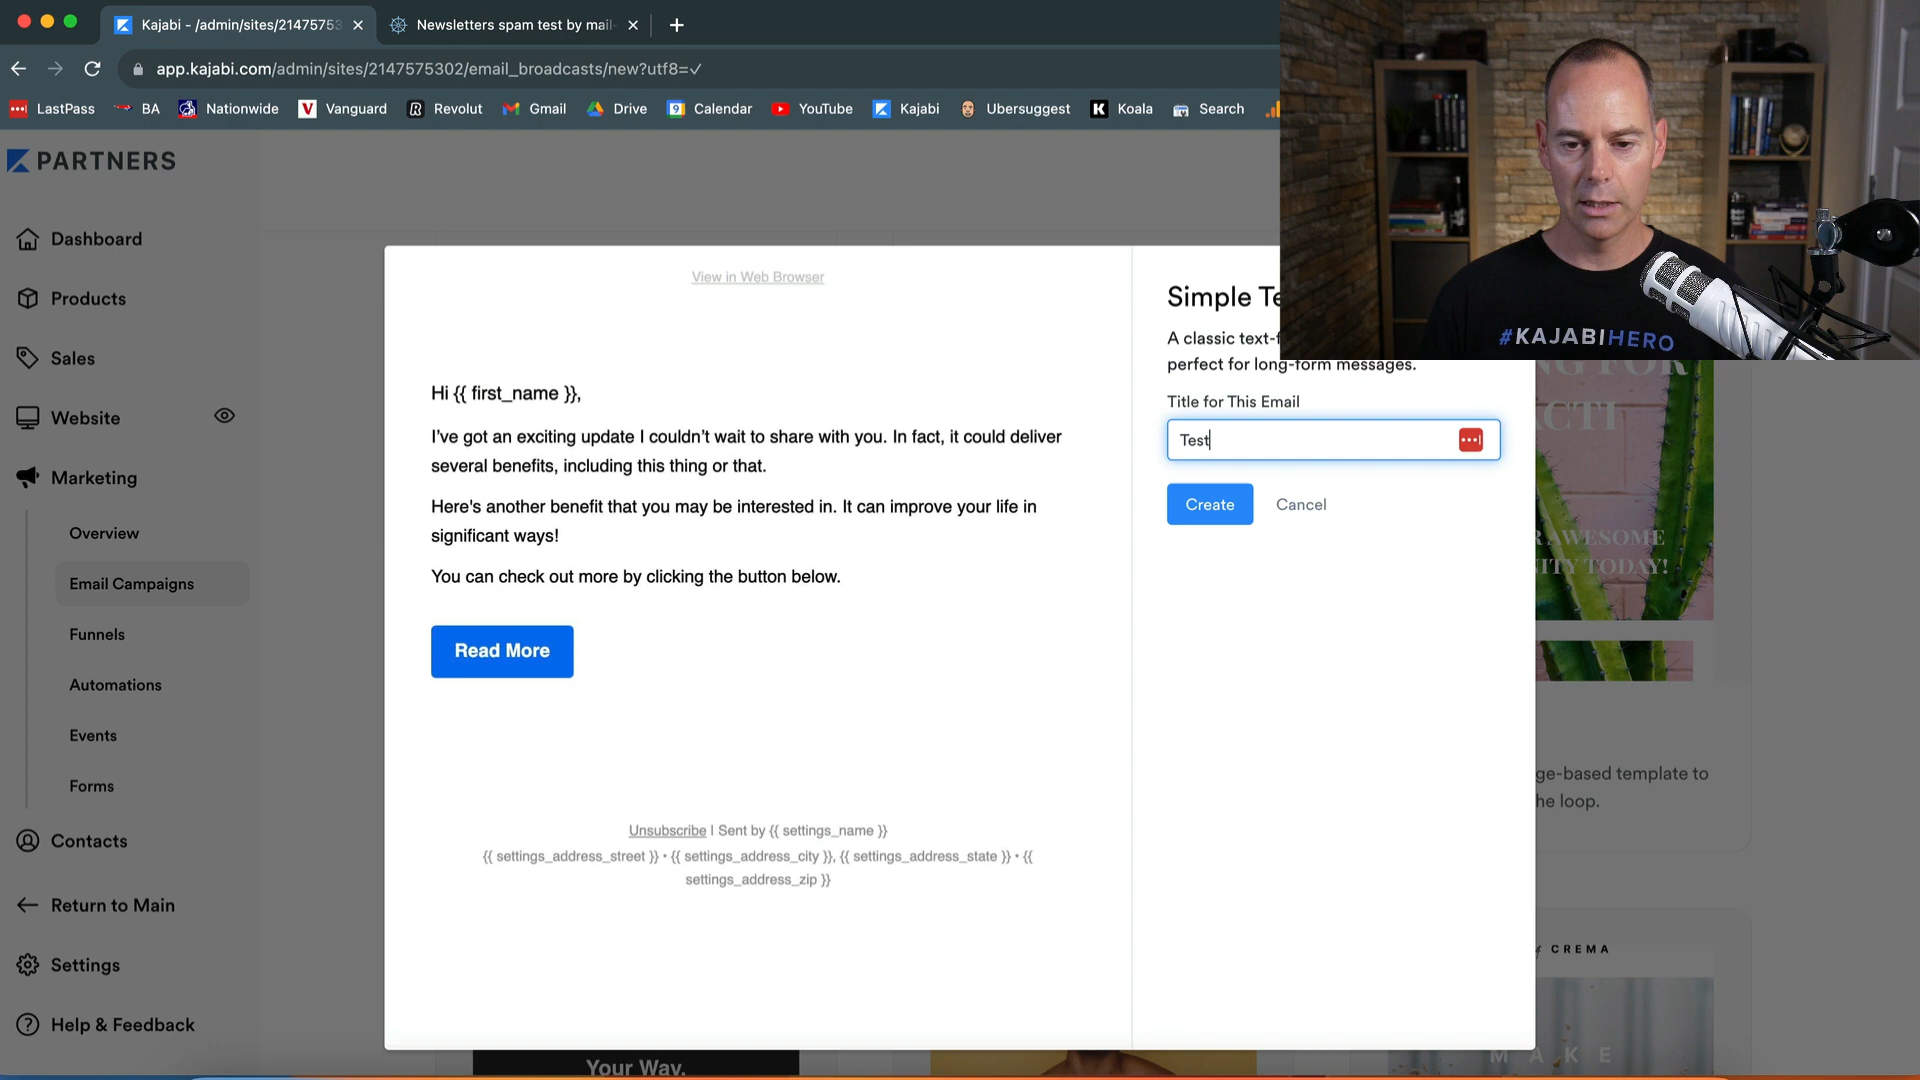 Kajabi - /admin/sites/21475753
Newsletters spam test by mail-
app.kajabi.com/admin/sites/2147575302/email_broadcasts/new?utf8=✓
LastPass
BA
Nationwide
Vanguard
Revolut
Gmail
Drive
Calendar
YouTube
Kajabi
Ubersuggest
Koala
Search
PARTNERS
Dashboard
Products
Sales
Website
Marketing
Overview
Email Campaigns
Funnels
Automations
Events
Forms
Contacts
Return to Main
Settings
Help & Feedback
View in Web Browser
Hi {{ first_name }},
I’ve got an exciting update I couldn’t wait to share with you. In fact, it could deliver
several benefits, including this thing or that.
Here's another benefit that you may be interested in. It can improve your life in
significant ways!
You can check out more by clicking the button below.
Read More
Unsubscribe | Sent by {{ settings_name }}
{{ settings_address_street }} • {{ settings_address_city }}, {{ settings_address_state }} • {{
settings_address_zip }}
Simple Te
A classic text-f
perfect for long-form messages.
Title for This Email
Test
Create
Cancel
#KAJABIHERO
NG FOR
ACTI
R AWESOME
NITY TODAY!
ge-based template to
he loop.
CREMA
MAKE
Your Way.